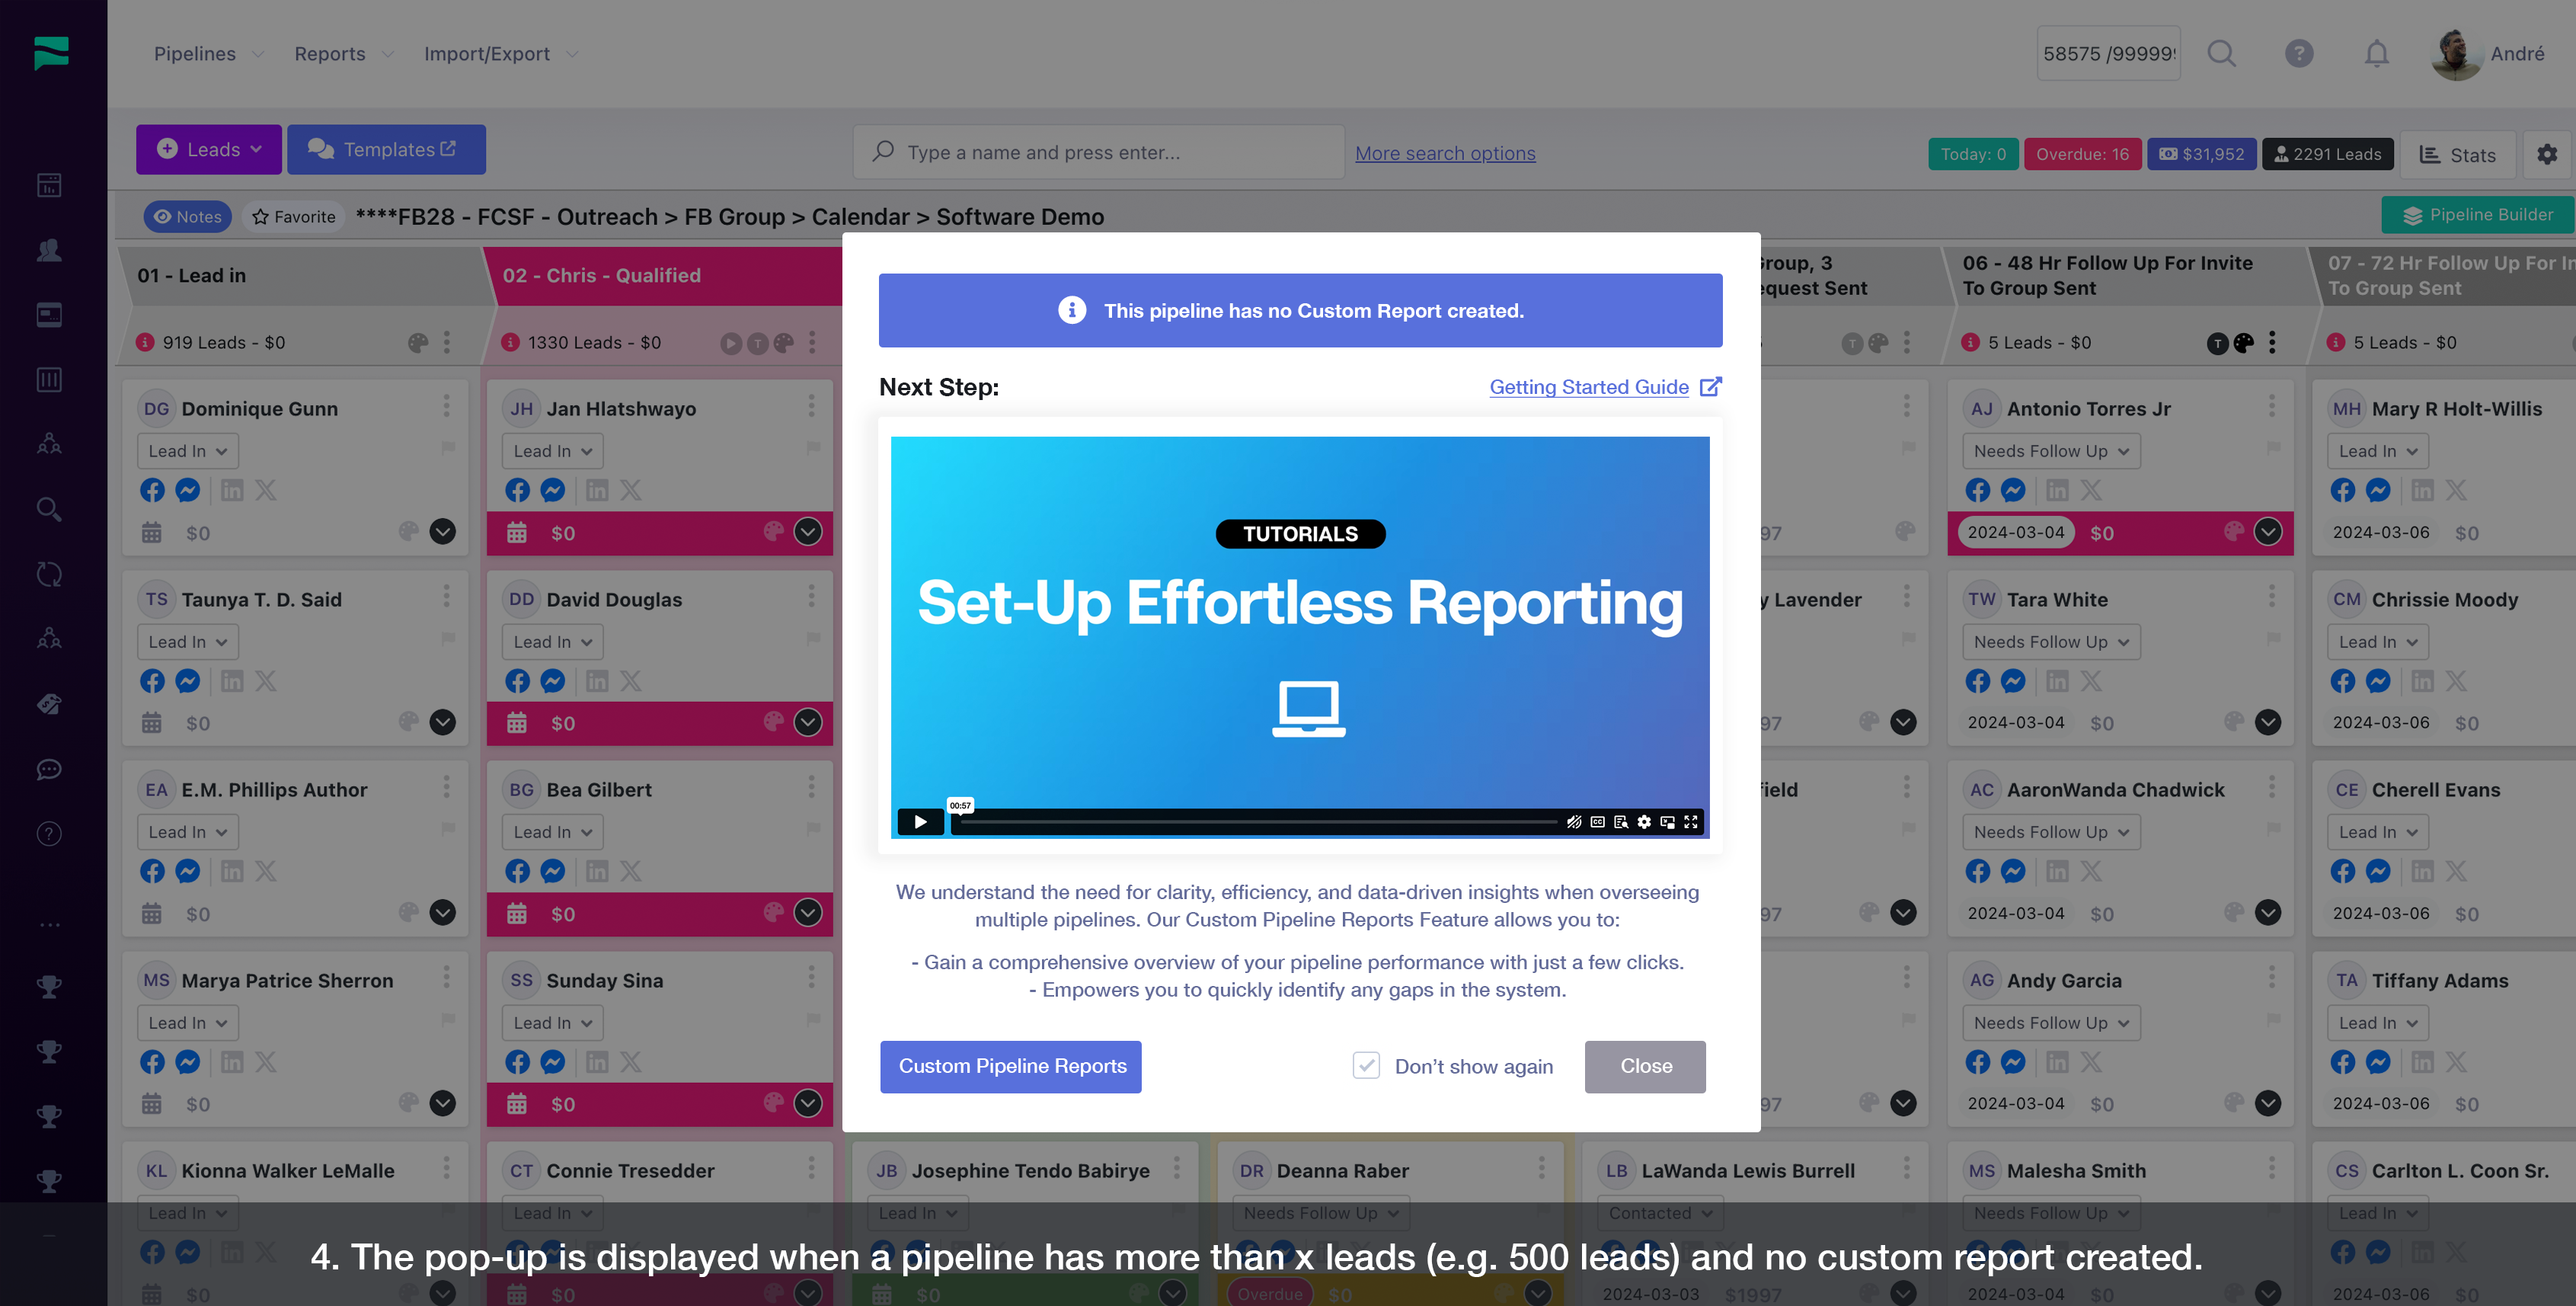 Pipelines
Reports
Import/Export
58575 /99999
André
Leads
Templates
Type a name and press enter...
More search options
Today: 0
Overdue: 16
$31,952
2291 Leads
Stats
Notes
Favorite
****FB28 - FCSF - Outreach > FB Group > Calendar > Software Demo
Pipeline Builder
01 - Lead in
919 Leads - $0
DG Dominique Gunn
Lead In
$0
TS Taunya T. D. Said
Lead In
$0
EA E.M. Phillips Author
Lead In
$0
MS Marya Patrice Sherron
Lead In
$0
KL Kionna Walker LeMalle
Lead In
$0
02 - Chris - Qualified
1330 Leads - $0
T
JH Jan Hlatshwayo
Lead In
$0
DD David Douglas
Lead In
$0
BG Bea Gilbert
Lead In
$0
SS Sunday Sina
Lead In
$0
CT Connie Tresedder
Lead In
$0
This pipeline has no Custom Report created.
Next Step:
Getting Started Guide
TUTORIALS
Set-Up Effortless Reporting
00:57
CC
We understand the need for clarity, efficiency, and data-driven insights when overseeing
multiple pipelines. Our Custom Pipeline Reports Feature allows you to:
- Gain a comprehensive overview of your pipeline performance with just a few clicks.
- Empowers you to quickly identify any gaps in the system.
Custom Pipeline Reports
Don’t show again
Close
JB Josephine Tendo Babirye
Lead In
$0
DR Deanna Raber
Needs Follow Up
Overdue
$0
Group, 3
equest Sent
T
97
y Lavender
97
field
97
97
LB LaWanda Lewis Burrell
Contacted
2024-03-03
$1997
06 - 48 Hr Follow Up For Invite
To Group Sent
5 Leads - $0
T
AJ Antonio Torres Jr
Needs Follow Up
2024-03-04
$0
TW Tara White
Needs Follow Up
2024-03-04
$0
AC AaronWanda Chadwick
Needs Follow Up
2024-03-04
$0
AG Andy Garcia
Needs Follow Up
2024-03-04
$0
MS Malesha Smith
Needs Follow Up
2024-03-04
$0
07 - 72 Hr Follow Up For In
To Group Sent
5 Leads - $0
MH Mary R Holt-Willis
Lead In
2024-03-06
$0
CM Chrissie Moody
Lead In
2024-03-06
$0
CE Cherell Evans
Lead In
2024-03-06
$0
TA Tiffany Adams
Lead In
2024-03-06
$0
CS Carlton L. Coon Sr.
Lead In
2024-03-06
$0
4. The pop-up is displayed when a pipeline has more than x leads (e.g. 500 leads) and no custom report created.